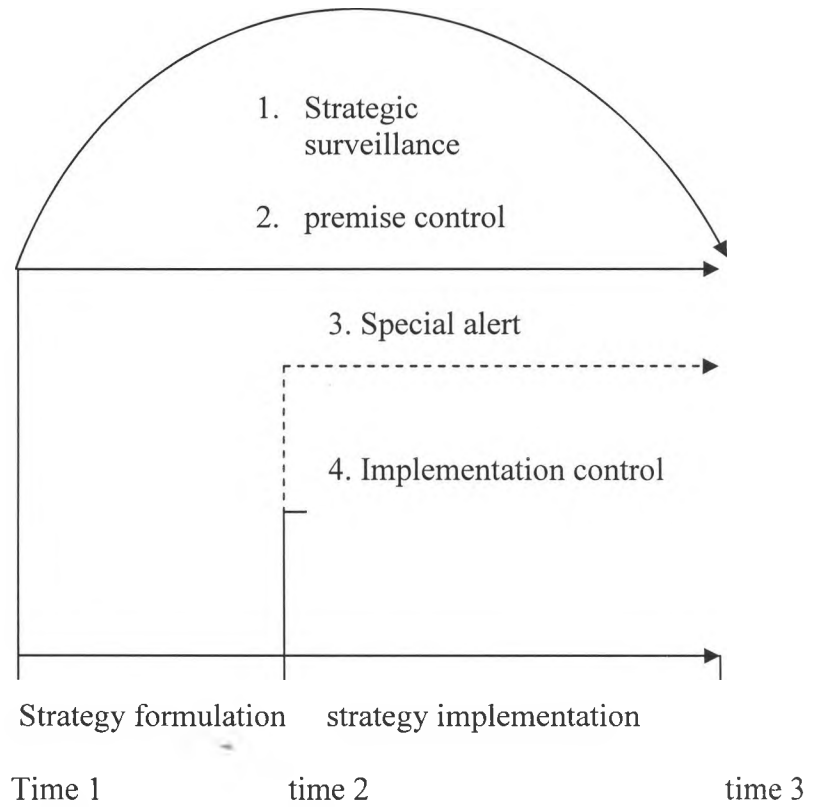 1. Strategic
surveillance
2. premise control
3. Special alert
4. Implementation control
Strategy formulation strategy implementation
Time 1 time 2 time 3